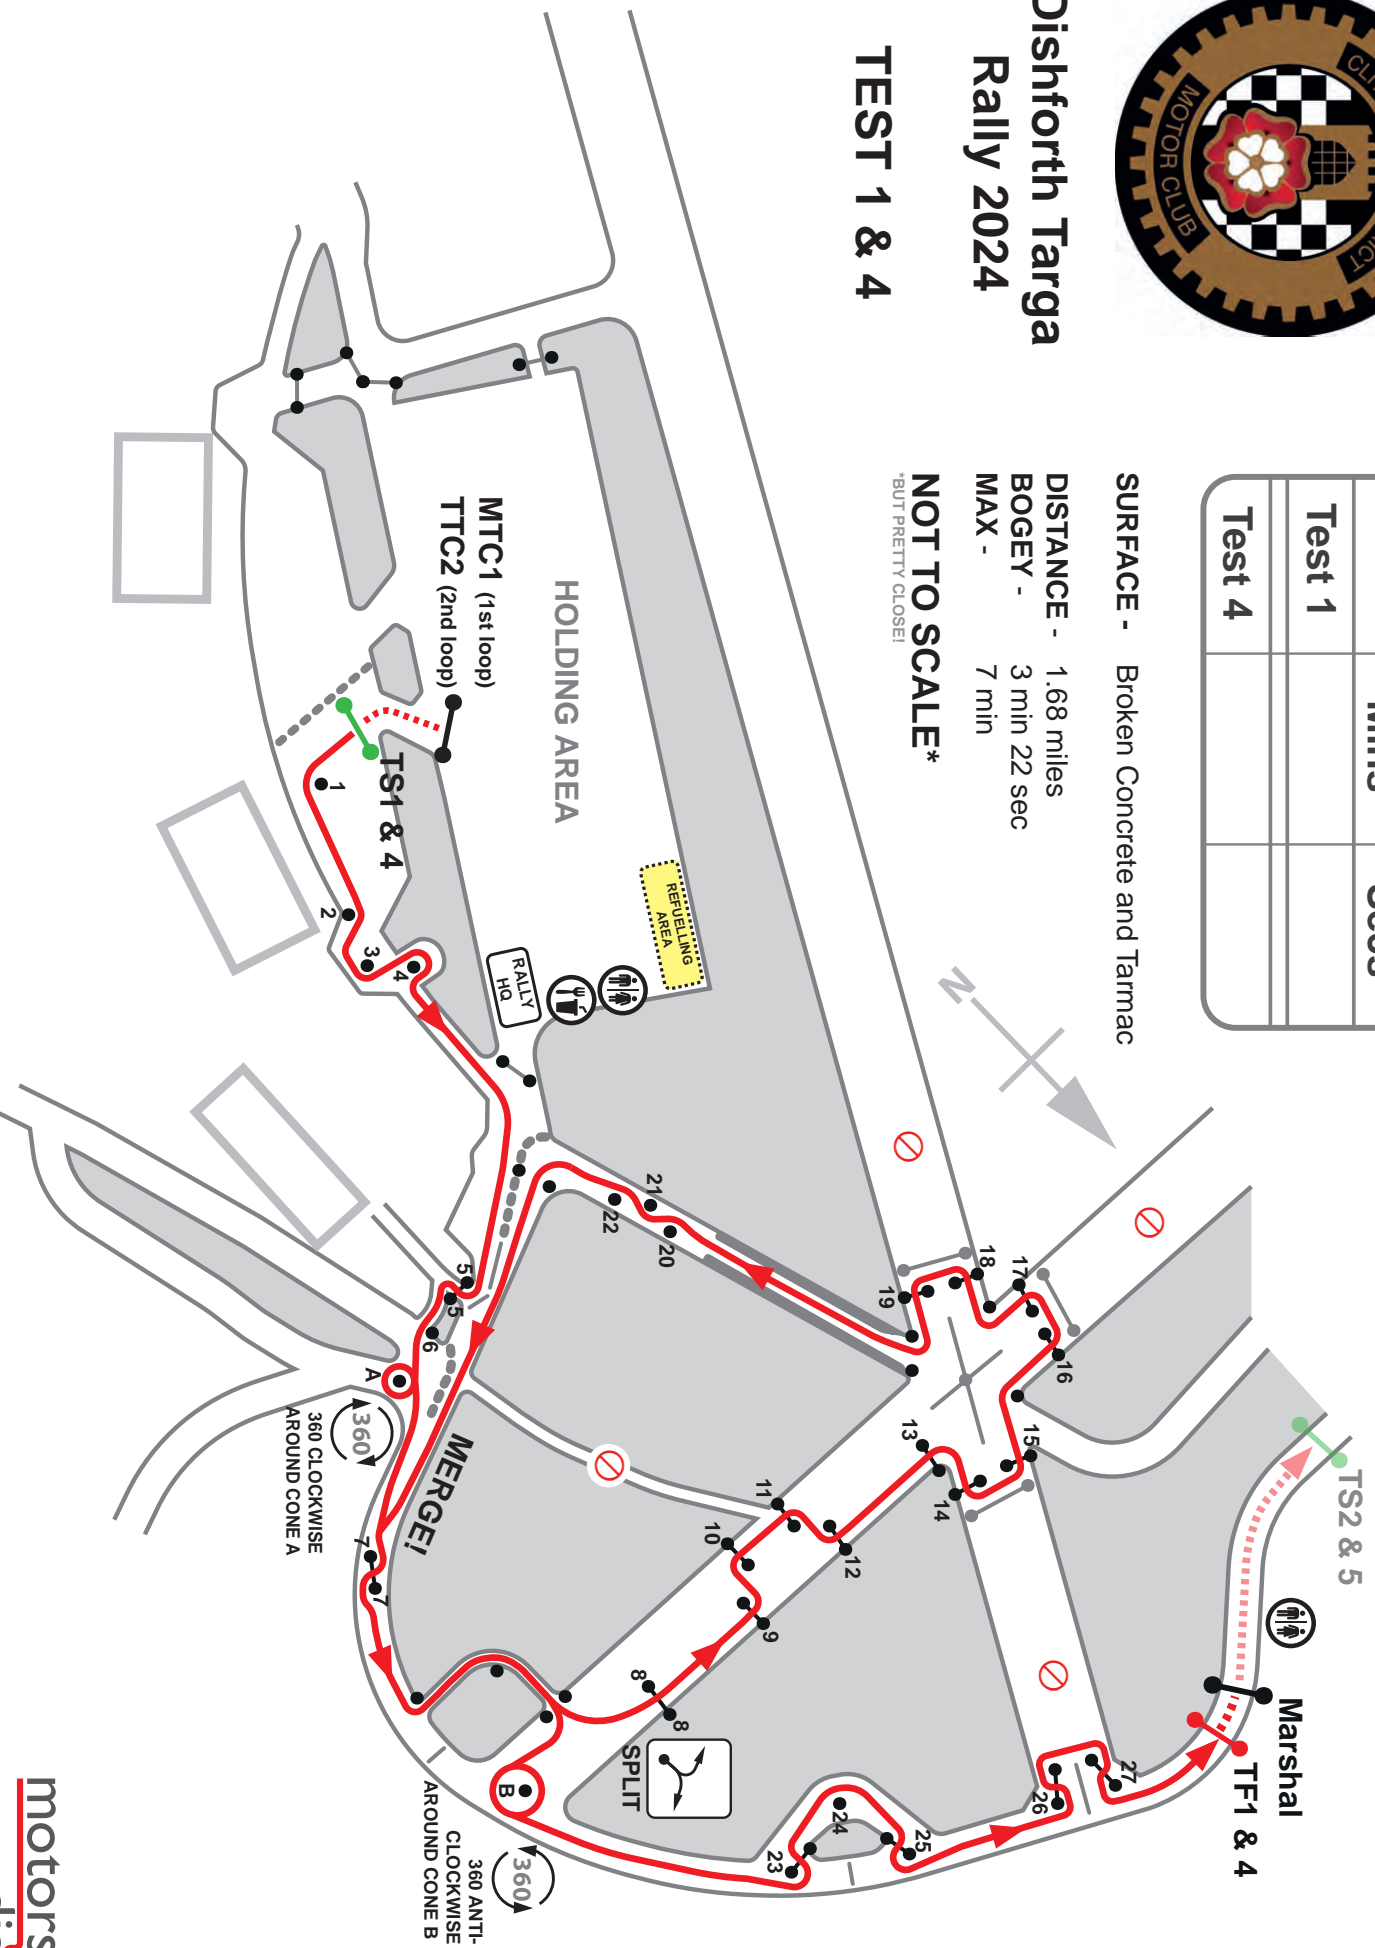 Dishforth Targa
Rally 2024
TEST 1 & 4
MOTOR CLUB
Test 1
Test 4
SURFACE - Broken Concrete and Tarmac
DISTANCE - 1.68 miles
BOGEY - 3 min 22 sec
MAX - 7 min
NOT TO SCALE*
*BUT PRETTY CLOSE!
N
HOLDING AREA
MTC1 (1st loop)
TTC2 (2nd loop)
TS1 & 4
REFUELLING
AREA
RALLY
HQ
1
2
3
4
5
5
6
A
360
360 CLOCKWISE
AROUND CONE A
MERGE!
7
7
8
8
SPLIT
9
10
11
12
13
14
15
16
17
18
19
20
21
22
B
360
360 ANTI-
CLOCKWISE
AROUND CONE B
23
24
25
26
27
TF1 & 4
Marshal
TS2 & 5
motors